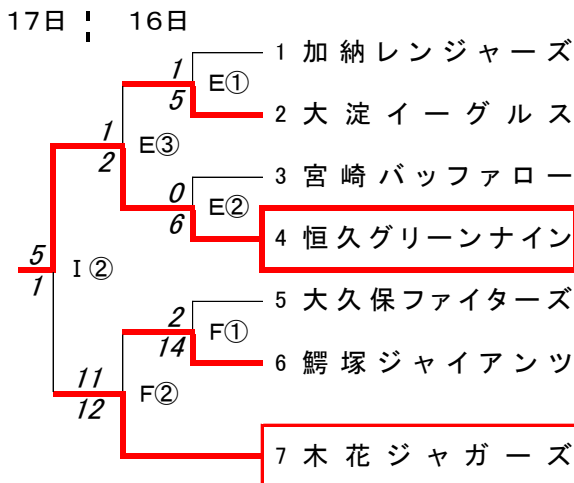 17日 16日
1 加納レンジャーズ
1
5
E①
2 大淀イーグルス
1
2
E③
3 宮崎バッファロー
0
6
E②
4 恒久グリーンナイン
5
1
I②
5 大久保ファイターズ
2
14
F①
6 鰐塚ジャイアンツ
11
12
F②
7 木花ジャガーズ